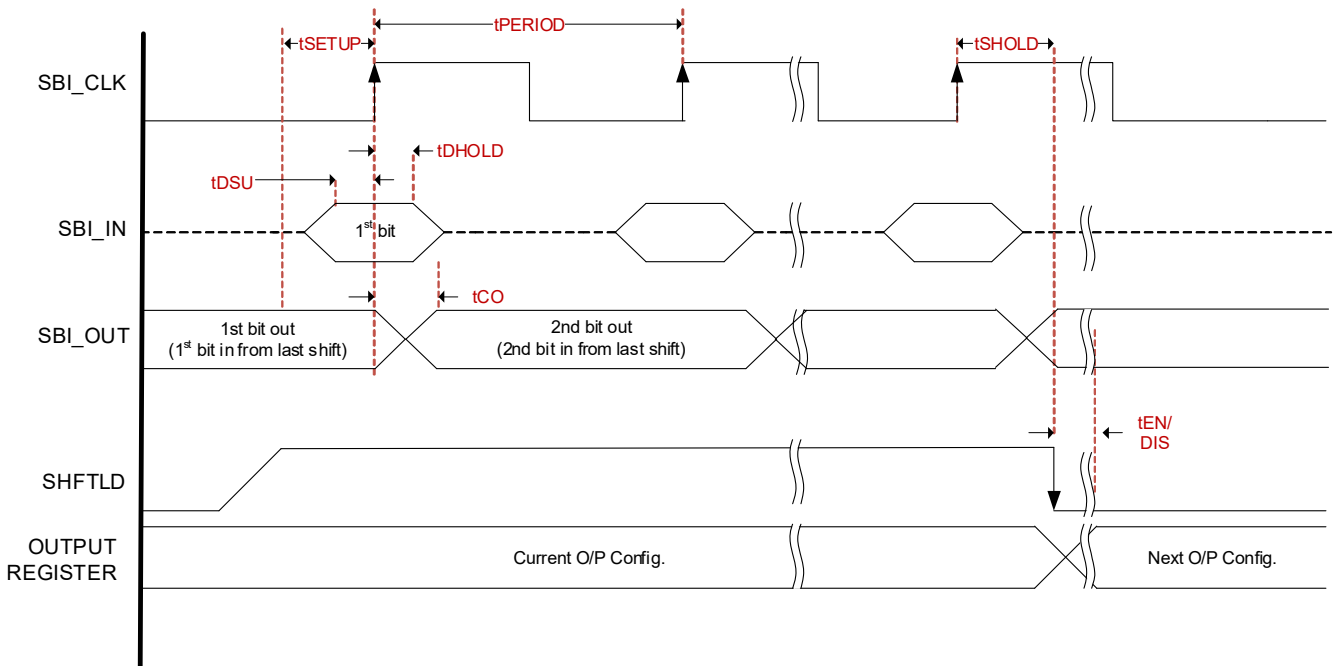 tPERIOD
tSETUP
tSHOLD
SBI_CLK
tDHOLD
tDSU
SBI_IN
1st bit
tCO
SBI_OUT
1st bit out
(1st bit in from last shift)
2nd bit out
(2nd bit in from last shift)
tEN/
DIS
SHFTLD
OUTPUT
REGISTER
Current O/P Config.
Next O/P Config.